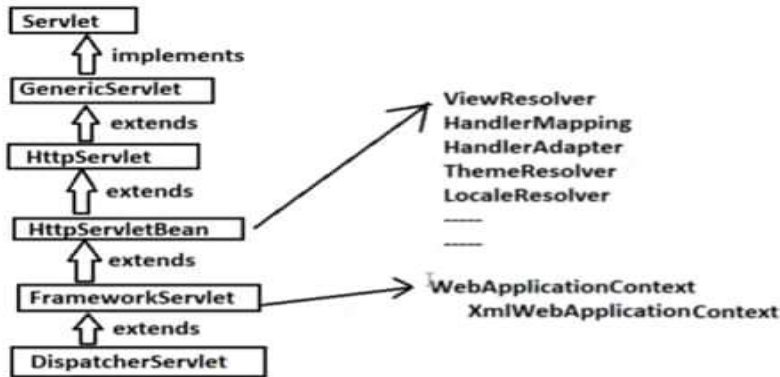 Servlet
implements
GenericServlet
extends
HttpServlet
extends
HttpServletBean
extends
FrameworkServlet
extends
DispatcherServlet
ViewResolver
HandlerMapping
HandlerAdapter
ThemeResolver
LocaleResolver
-----
-----
WebApplicationContext
XmlWebApplicationContext